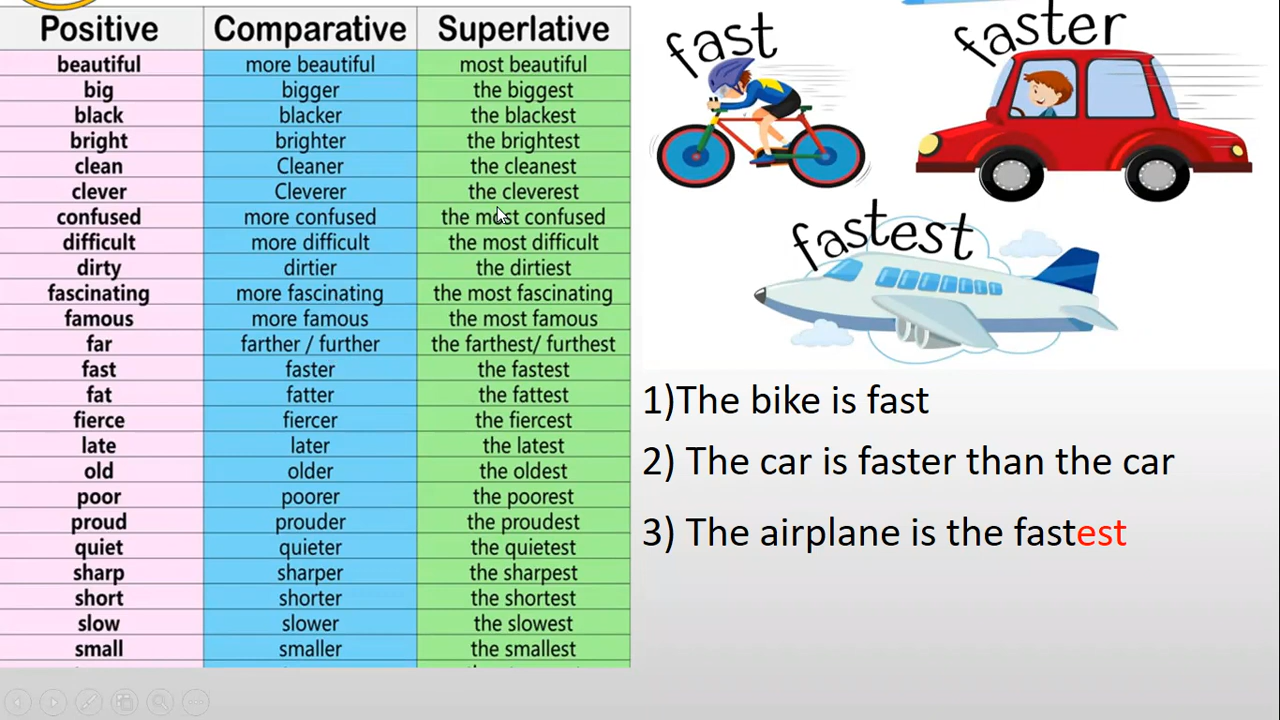 Positive Comparative Superlative
beautiful more beautiful most beautiful
big bigger the biggest
black blacker the blackest
bright brighter the brightest
clean Cleaner the cleanest
clever Cleverer the cleverest
confused more confused the most confused
difficult more difficult the most difficult
dirty dirtier the dirtiest
fascinating more fascinating the most fascinating
famous more famous the most famous
far farther / further the farthest/ furthest
fast faster the fastest
fat fatter the fattest
fierce fiercer the fiercest
late later the latest
old older the oldest
poor poorer the poorest
proud prouder the proudest
quiet quieter the quietest
sharp sharper the sharpest
short shorter the shortest
slow slower the slowest
small smaller the smallest
fast
faster
fastest
1)The bike is fast
2) The car is faster than the car
3) The airplane is the fastest